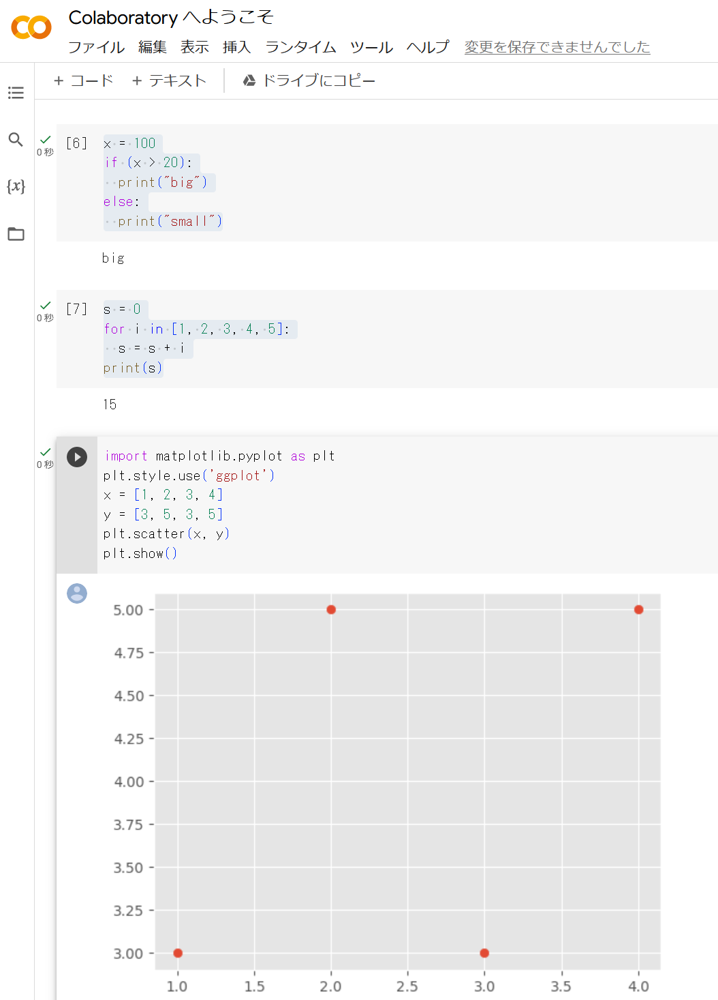 Colaboratory へようこそ
ファイル 編集 表示 挿入 ランタイム ツール ヘルプ 変更を保存できませんでした
+ コード + テキスト ドライブにコピー
0 秒
[6]
x = 100
if (x > 20):
  print("big")
else:
  print("small")
big
0 秒
[7]
s = 0
for i in [1, 2, 3, 4, 5]:
  s = s + i
print(s)
15
{x}
0 秒
import matplotlib.pyplot as plt
plt.style.use('ggplot')
x = [1, 2, 3, 4]
y = [3, 5, 3, 5]
plt.scatter(x, y)
plt.show()
5.00
4.75
4.50
4.25
4.00
3.75
3.50
3.25
3.00
1.0 1.5 2.0 2.5 3.0 3.5 4.0